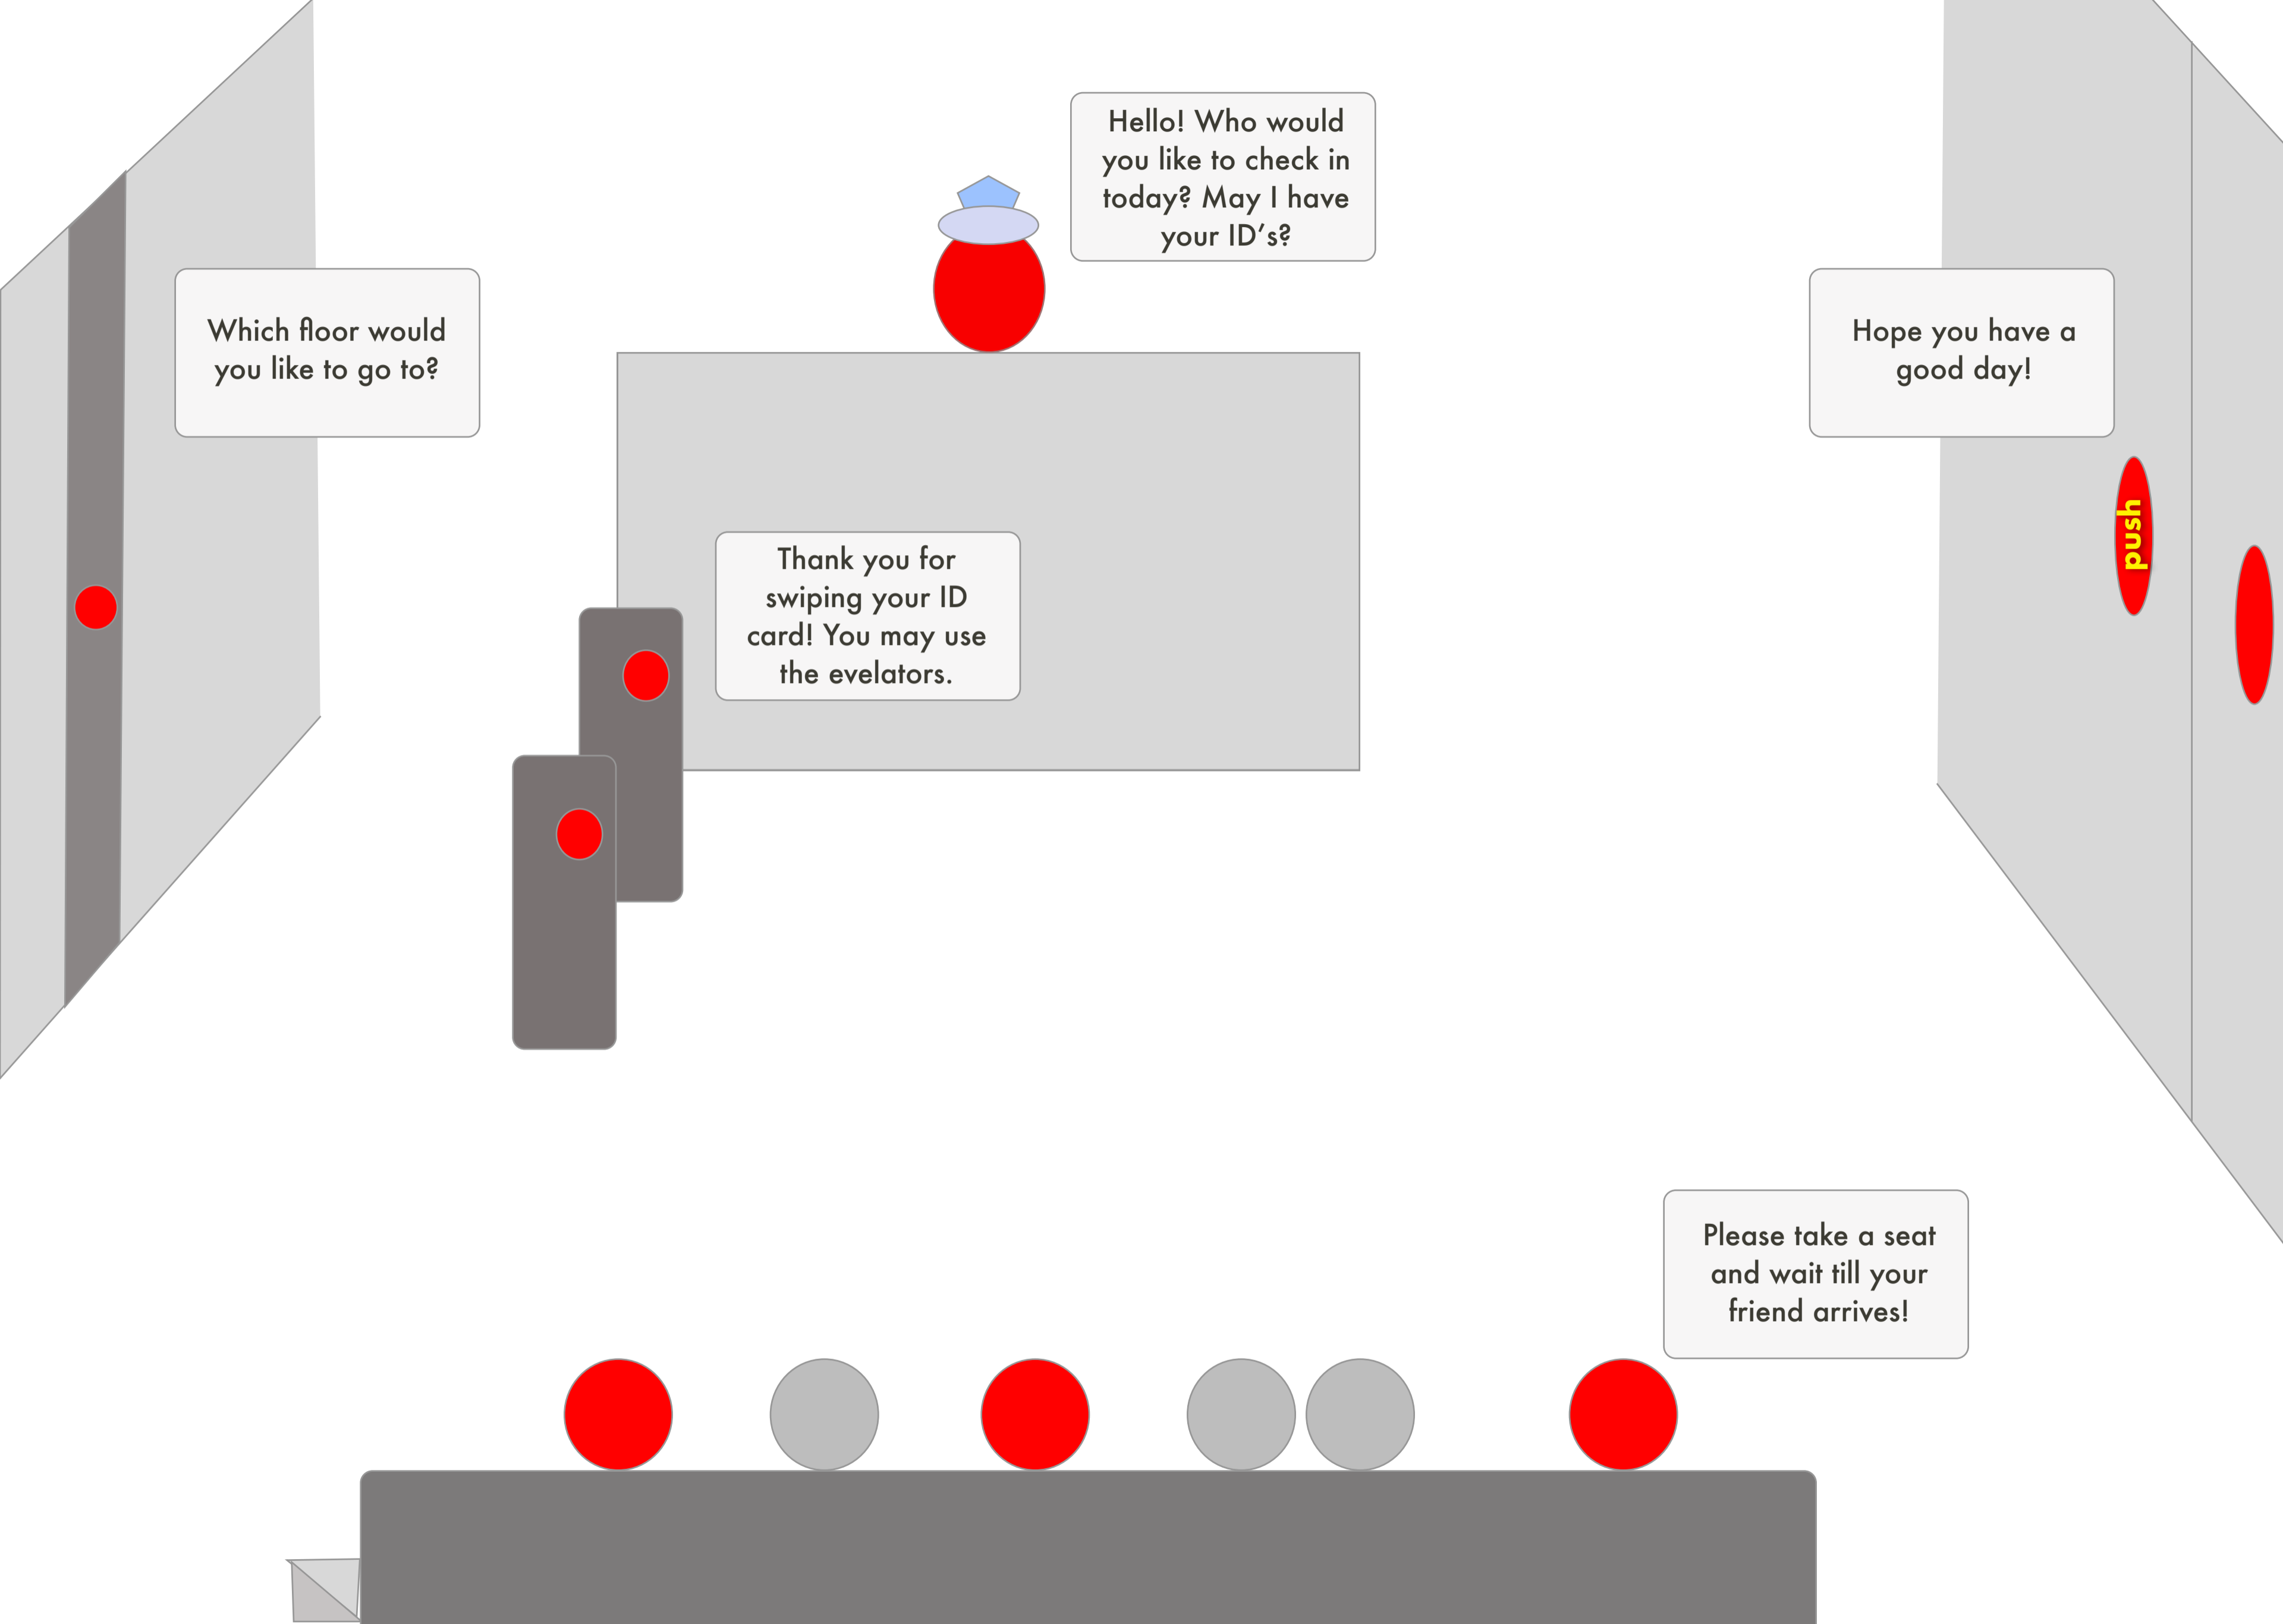 Hello! Who would
you like to check in
today? May I have
your ID's?
Which floor would
you like to go to?
Hope you have a
good day!
push
Thank you for
swiping your ID
card! You may use
the evelators.
Please take a seat
and wait till your
friend arrives!